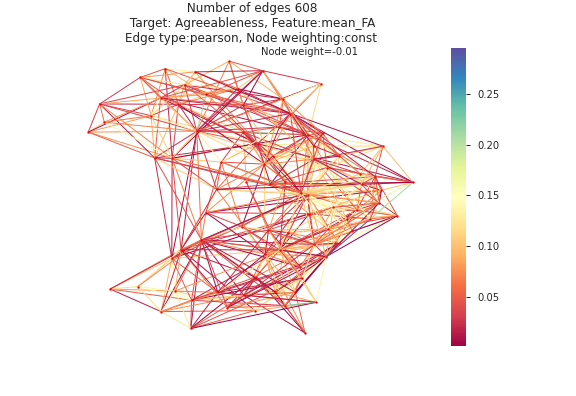 Number of edges 608
Target: Agreeableness, Feature:mean_FA
Edge type:pearson, Node weighting:const
Node weight=-0.01
0.25
0.20
0.15
0.10
0.05